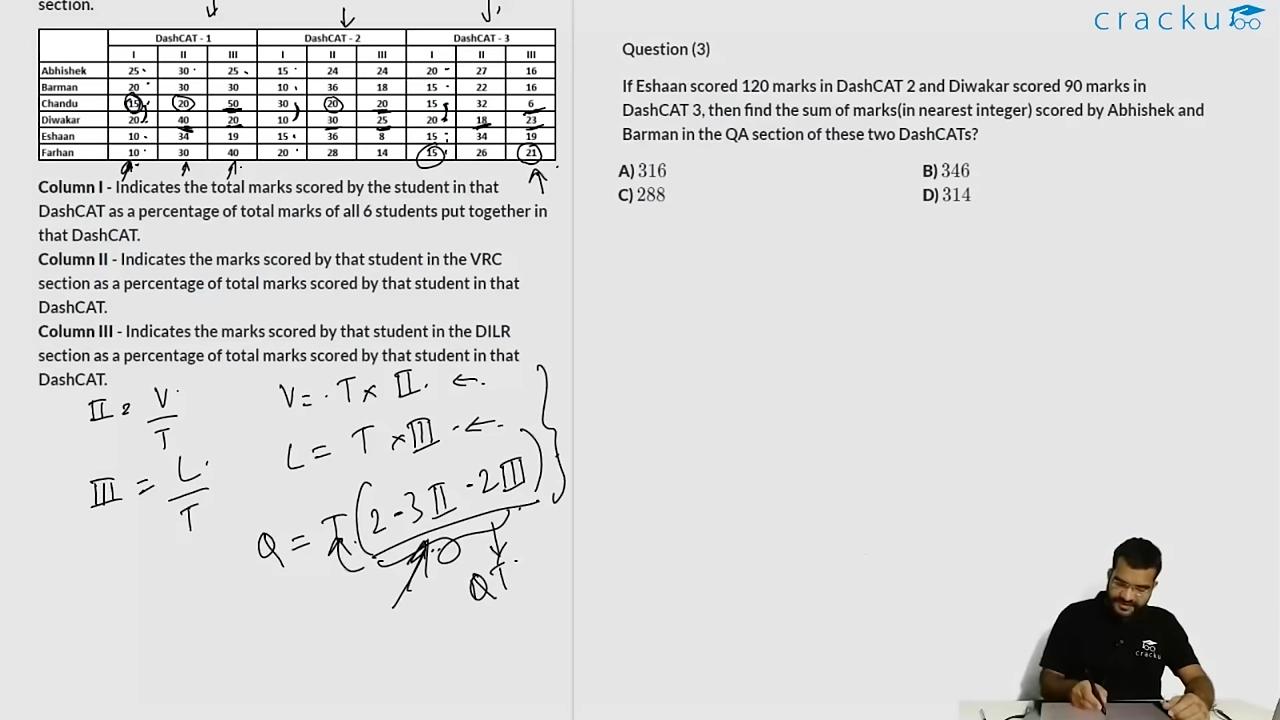 section.
cracku
DashCAT - 1 DashCAT - 2 DashCAT - 3
I II III I II III I II III
Abhishek 25 30 25 15 24 24 20 27 16
Barman 20 30 30 10 36 18 15 22 16
Chandu 15 20 50 30 20 20 15 32 6
Diwakar 20 40 20 10 30 25 20 18 23
Eshaan 10 34 19 15 36 8 15 34 19
Farhan 10 30 40 20 28 14 15 26 21
Column I - Indicates the total marks scored by the student in that
DashCAT as a percentage of total marks of all 6 students put together in
that DashCAT.
Column II - Indicates the marks scored by that student in the VRC
section as a percentage of total marks scored by that student in that
DashCAT.
Column III - Indicates the marks scored by that student in the DILR
section as a percentage of total marks scored by that student in that
DashCAT.
II = V/T
III = L/T
V = T x II
L = T x III
Q = T (2-3II-2III)
QT
Question (3)
If Eshaan scored 120 marks in DashCAT 2 and Diwakar scored 90 marks in
DashCAT 3, then find the sum of marks(in nearest integer) scored by Abhishek and
Barman in the QA section of these two DashCATs?
A) 316 B) 346
C) 288 D) 314
cracku